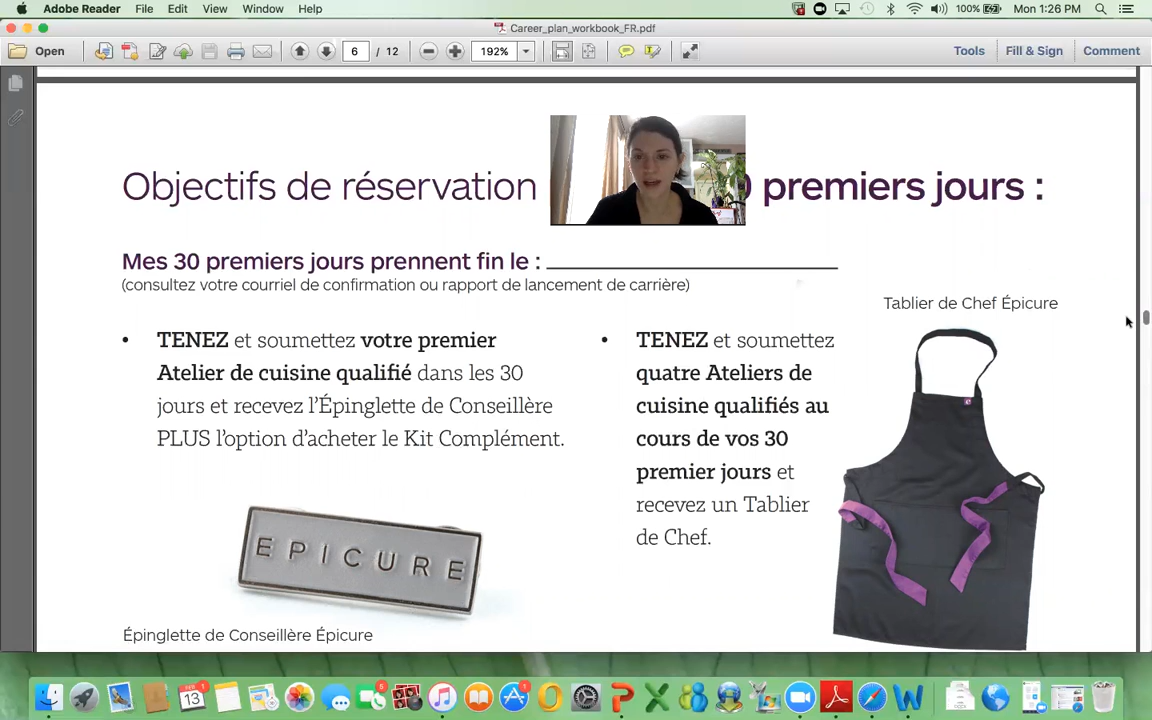 Adobe Reader File Edit View Window Help 100% Mon 1:26 PM
Career_plan_workbook_FR.pdf
Open 6 / 12 192% Tools Fill & Sign Comment
Objectifs de réservation premiers jours :
Mes 30 premiers jours prennent fin le :
(consultez votre courriel de confirmation ou rapport de lancement de carrière)
Tablier de Chef Épicure
• TENEZ et soumettez votre premier
Atelier de cuisine qualifié dans les 30
jours et recevez l'Épinglette de Conseillère
PLUS l'option d'acheter le Kit Complément.
• TENEZ et soumettez
quatre Ateliers de
cuisine qualifiés au
cours de vos 30
premier jours et
recevez un Tablier
de Chef.
EPICURE
Épinglette de Conseillère Épicure
FEB
13
1
5
1